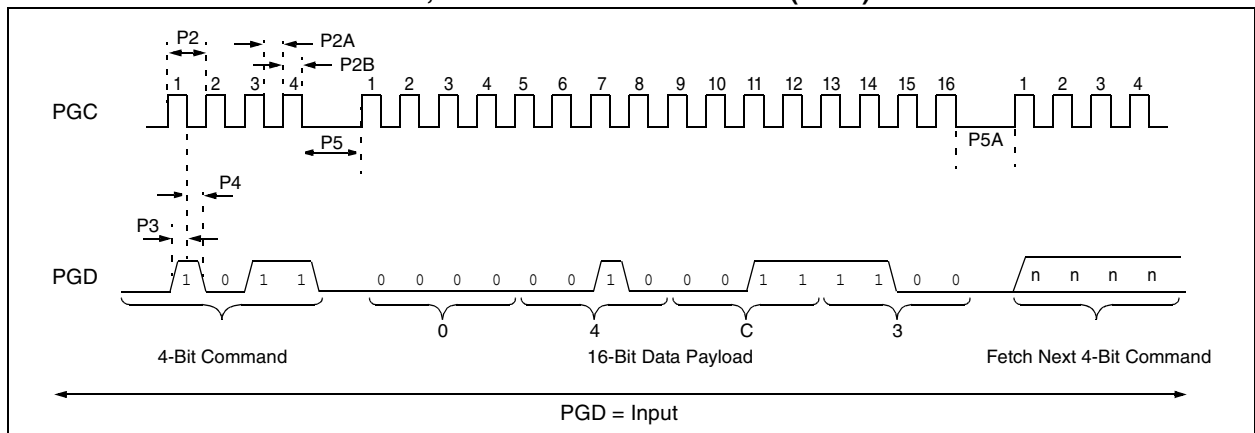 P2
P2A
P2B
1 2 3 4 1 2 3 4 5 6 7 8 9 10 11 12 13 14 15 16 1 2 3 4
PGC
P5
P5A
P4
P3
PGD
1 0 1 1 0 0 0 0 0 0 1 0 0 0 1 1 1 1 0 0 n n n n
0 4 C 3
4-Bit Command 16-Bit Data Payload Fetch Next 4-Bit Command
PGD = Input